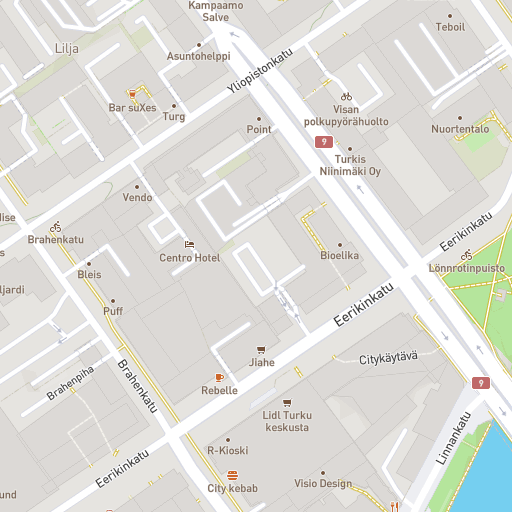 Kampaamo
Salve
Teboil
Lilja
Asuntohelppi
Yliopistonkatu
Bar suXes
Turg
Visan
polkupyörähuolto
Point
Nuortentalo
9
Turkis
Niinimäki Oy
Vendo
Brahenkatu
Centro Hotel
Bioelika
Eerikinkatu
Lönnrotinpuisto
Bleis
Puff
Eerikinkatu
Jiahe
Citykäytävä
Brahenpiha
Brahenkatu
Rebelle
9
Lidl Turku
keskusta
Linnankatu
R-Kioski
Eerikinkatu
City kebab
Visio Design